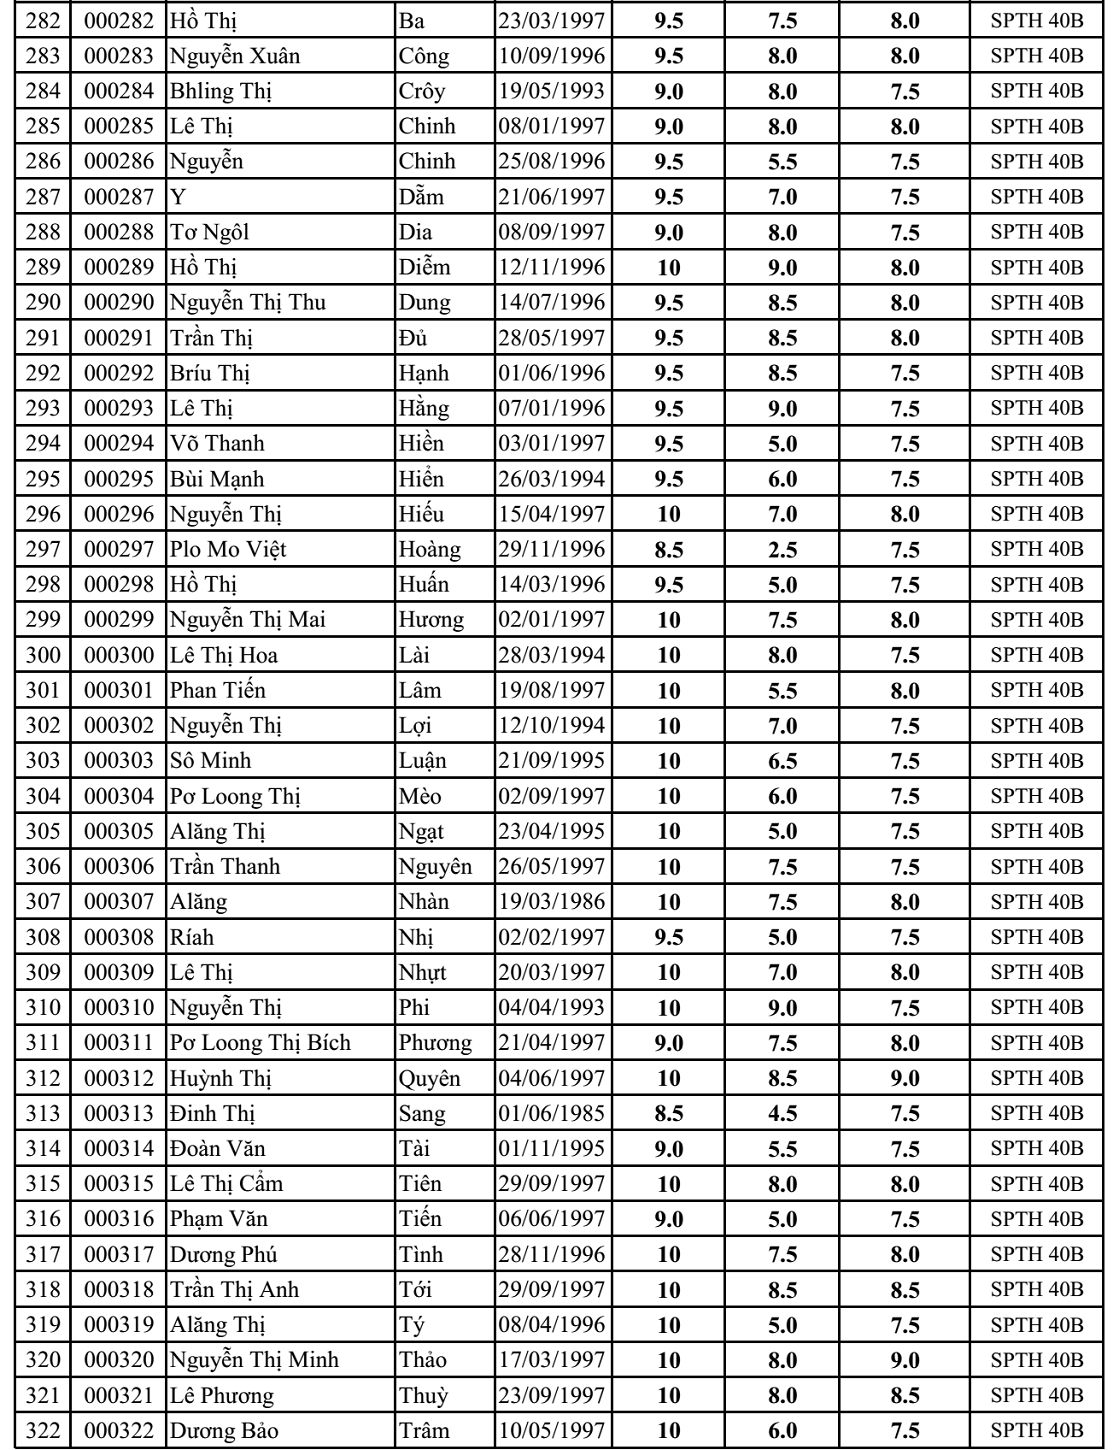 282 000282 Hồ Thị Ba 23/03/1997 9.5 7.5 8.0 SPTH 40B
283 000283 Nguyễn Xuân Công 10/09/1996 9.5 8.0 8.0 SPTH 40B
284 000284 Bhling Thị Crôy 19/05/1993 9.0 8.0 7.5 SPTH 40B
285 000285 Lê Thị Chinh 08/01/1997 9.0 8.0 8.0 SPTH 40B
286 000286 Nguyễn Chinh 25/08/1996 9.5 5.5 7.5 SPTH 40B
287 000287 Y Dẵm 21/06/1997 9.5 7.0 7.5 SPTH 40B
288 000288 Tơ Ngôl Dia 08/09/1997 9.0 8.0 7.5 SPTH 40B
289 000289 Hồ Thị Diễm 12/11/1996 10 9.0 8.0 SPTH 40B
290 000290 Nguyễn Thị Thu Dung 14/07/1996 9.5 8.5 8.0 SPTH 40B
291 000291 Trần Thị Đủ 28/05/1997 9.5 8.5 8.0 SPTH 40B
292 000292 Bríu Thị Hạnh 01/06/1996 9.5 8.5 7.5 SPTH 40B
293 000293 Lê Thị Hằng 07/01/1996 9.5 9.0 7.5 SPTH 40B
294 000294 Võ Thanh Hiền 03/01/1997 9.5 5.0 7.5 SPTH 40B
295 000295 Bùi Mạnh Hiển 26/03/1994 9.5 6.0 7.5 SPTH 40B
296 000296 Nguyễn Thị Hiếu 15/04/1997 10 7.0 8.0 SPTH 40B
297 000297 Plo Mo Việt Hoàng 29/11/1996 8.5 2.5 7.5 SPTH 40B
298 000298 Hồ Thị Huấn 14/03/1996 9.5 5.0 7.5 SPTH 40B
299 000299 Nguyễn Thị Mai Hương 02/01/1997 10 7.5 8.0 SPTH 40B
300 000300 Lê Thị Hoa Lài 28/03/1994 10 8.0 7.5 SPTH 40B
301 000301 Phan Tiến Lâm 19/08/1997 10 5.5 8.0 SPTH 40B
302 000302 Nguyễn Thị Lợi 12/10/1994 10 7.0 7.5 SPTH 40B
303 000303 Sô Minh Luận 21/09/1995 10 6.5 7.5 SPTH 40B
304 000304 Pơ Loong Thị Mèo 02/09/1997 10 6.0 7.5 SPTH 40B
305 000305 Alăng Thị Ngạt 23/04/1995 10 5.0 7.5 SPTH 40B
306 000306 Trần Thanh Nguyên 26/05/1997 10 7.5 7.5 SPTH 40B
307 000307 Alăng Nhàn 19/03/1986 10 7.5 8.0 SPTH 40B
308 000308 Ríah Nhị 02/02/1997 9.5 5.0 7.5 SPTH 40B
309 000309 Lê Thị Nhựt 20/03/1997 10 7.0 8.0 SPTH 40B
310 000310 Nguyễn Thị Phi 04/04/1993 10 9.0 7.5 SPTH 40B
311 000311 Pơ Loong Thị Bích Phương 21/04/1997 9.0 7.5 8.0 SPTH 40B
312 000312 Huỳnh Thị Quyên 04/06/1997 10 8.5 9.0 SPTH 40B
313 000313 Đinh Thị Sang 01/06/1985 8.5 4.5 7.5 SPTH 40B
314 000314 Đoàn Văn Tài 01/11/1995 9.0 5.5 7.5 SPTH 40B
315 000315 Lê Thị Cẩm Tiên 29/09/1997 10 8.0 8.0 SPTH 40B
316 000316 Phạm Văn Tiến 06/06/1997 9.0 5.0 7.5 SPTH 40B
317 000317 Dương Phú Tình 28/11/1996 10 7.5 8.0 SPTH 40B
318 000318 Trần Thị Anh Tới 29/09/1997 10 8.5 8.5 SPTH 40B
319 000319 Alăng Thị Tý 08/04/1996 10 5.0 7.5 SPTH 40B
320 000320 Nguyễn Thị Minh Thảo 17/03/1997 10 8.0 9.0 SPTH 40B
321 000321 Lê Phương Thuỳ 23/09/1997 10 8.0 8.5 SPTH 40B
322 000322 Dương Bảo Trâm 10/05/1997 10 6.0 7.5 SPTH 40B